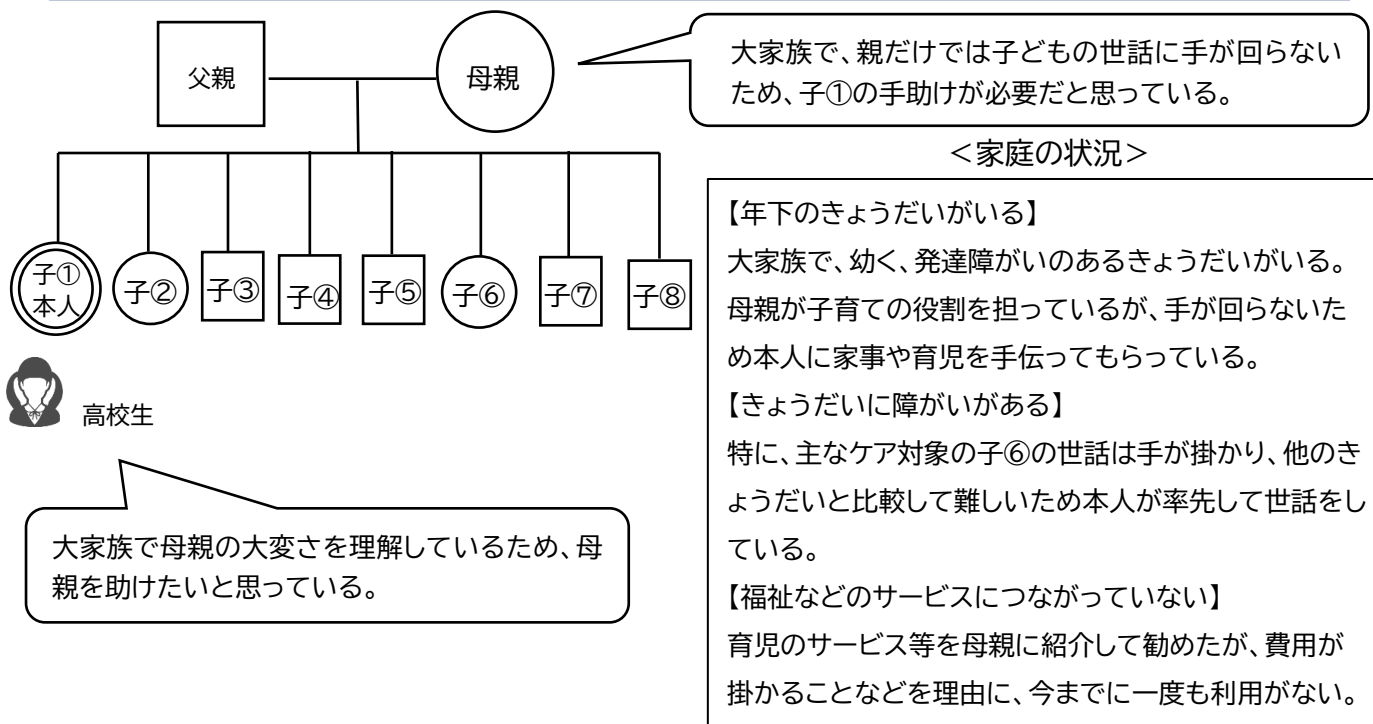 父親
母親
大家族で、親だけでは子どもの世話に手が回らない
ため、子①の手助けが必要だと思っている。
＜家庭の状況＞
子①
本人
子②
子③
子④
子⑤
子⑥
子⑦
子⑧
高校生
大家族で母親の大変さを理解しているため、母
親を助けたいと思っている。
【年下のきょうだいがいる】
大家族で、幼く、発達障がいのあるきょうだいがいる。
母親が子育ての役割を担っているが、手が回らないた
め本人に家事や育児を手伝ってもらっている。
【きょうだいに障がいがある】
特に、主なケア対象の子⑥の世話は手が掛かり、他のき
ょうだいと比較して難しいため本人が率先して世話をし
ている。
【福祉などのサービスにつながっていない】
育児のサービス等を母親に紹介して勧めたが、費用が
掛かることなどを理由に、今までに一度も利用がない。